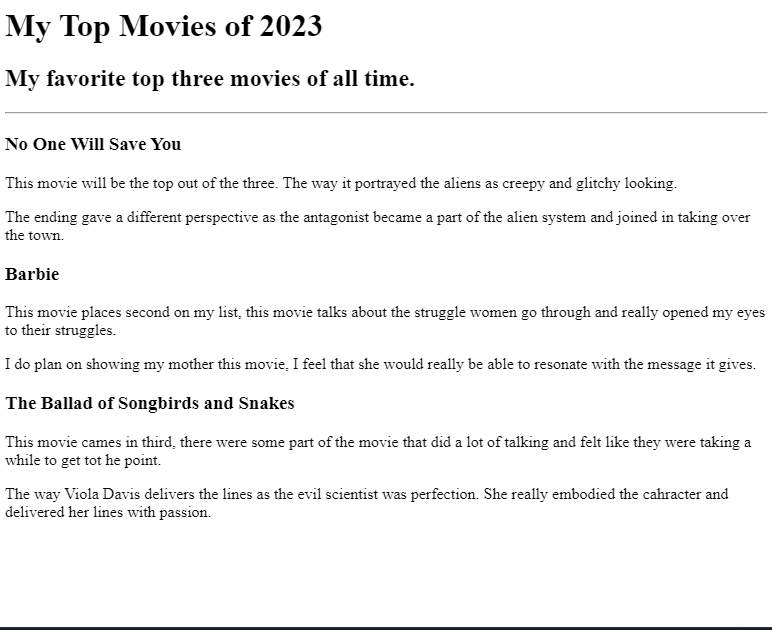 My Top Movies of 2023
My favorite top three movies of all time.
No One Will Save You
This movie will be the top out of the three. The way it portrayed the aliens as creepy and glitchy looking.
The ending gave a different perspective as the antagonist became a part of the alien system and joined in taking over
the town.
Barbie
This movie places second on my list, this movie talks about the struggle women go through and really opened my eyes
to their struggles.
I do plan on showing my mother this movie, I feel that she would really be able to resonate with the message it gives.
The Ballad of Songbirds and Snakes
This movie cames in third, there were some part of the movie that did a lot of talking and felt like they were taking a
while to get tot he point.
The way Viola Davis delivers the lines as the evil scientist was perfection. She really embodied the cahracter and
delivered her lines with passion.